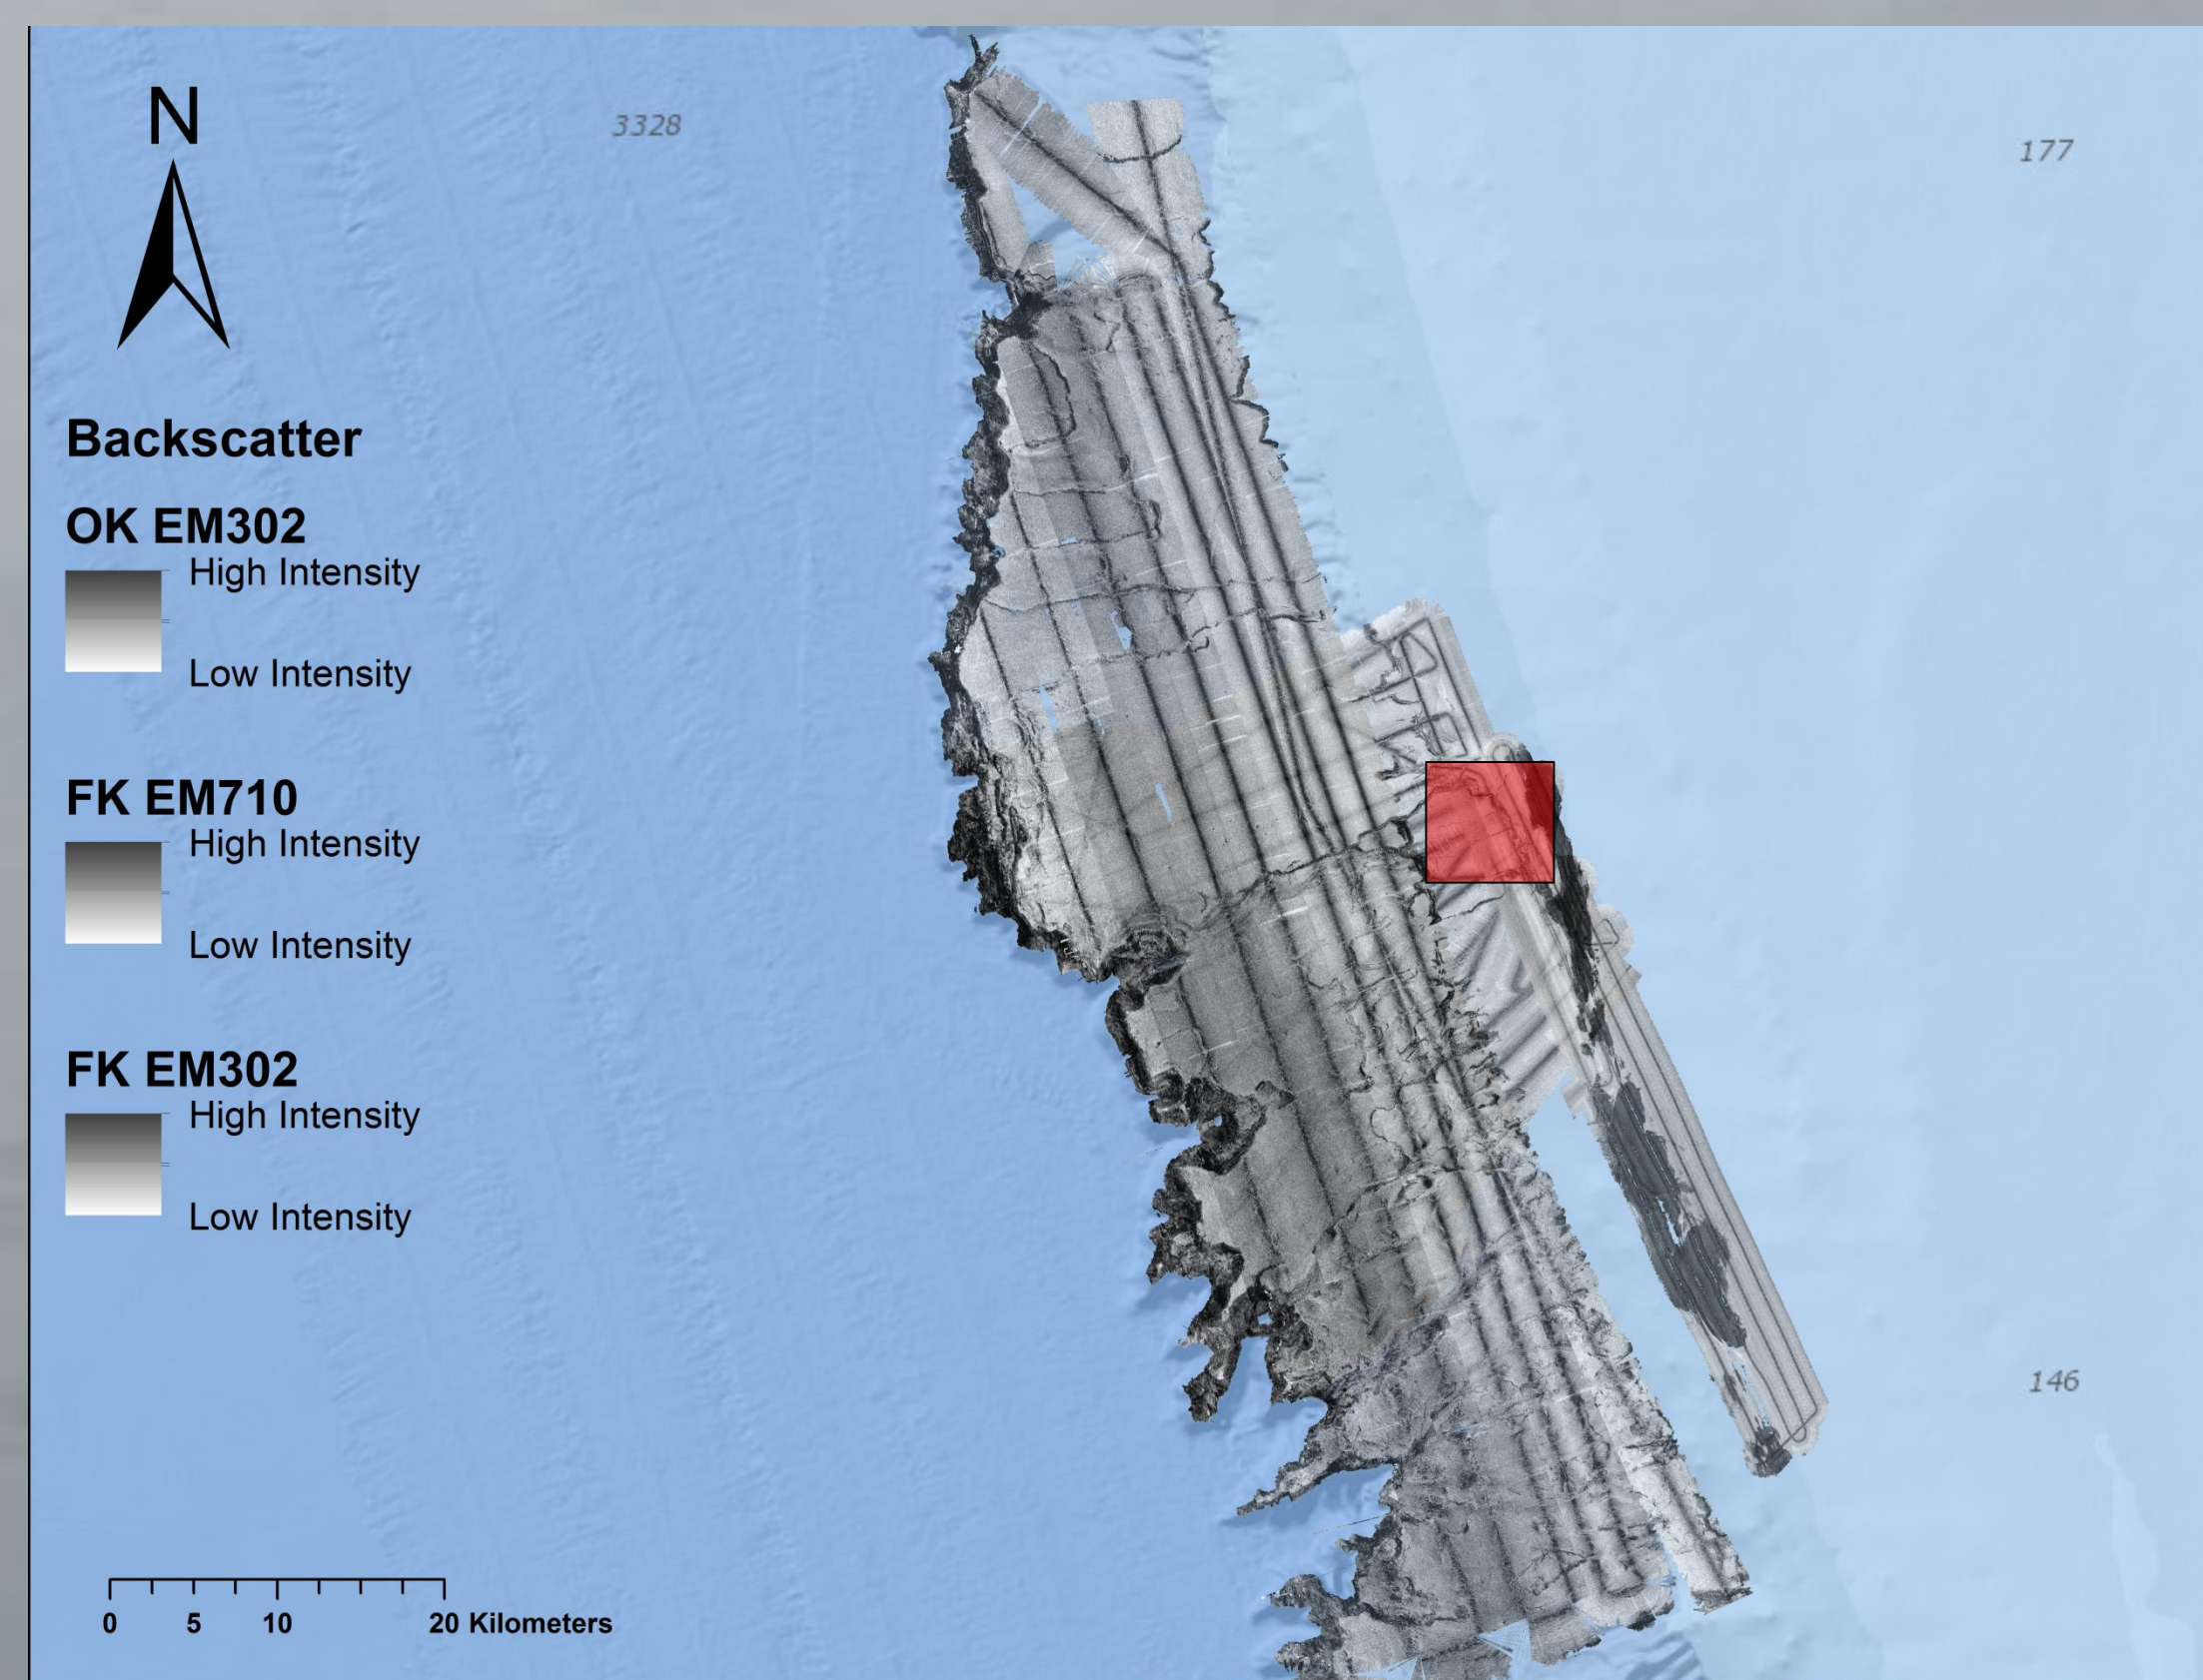 N
3328
177
Backscatter
OK EM302
High Intensity
Low Intensity
FK EM710
High Intensity
Low Intensity
FK EM302
High Intensity
Low Intensity
146
0 5 10 20 Kilometers